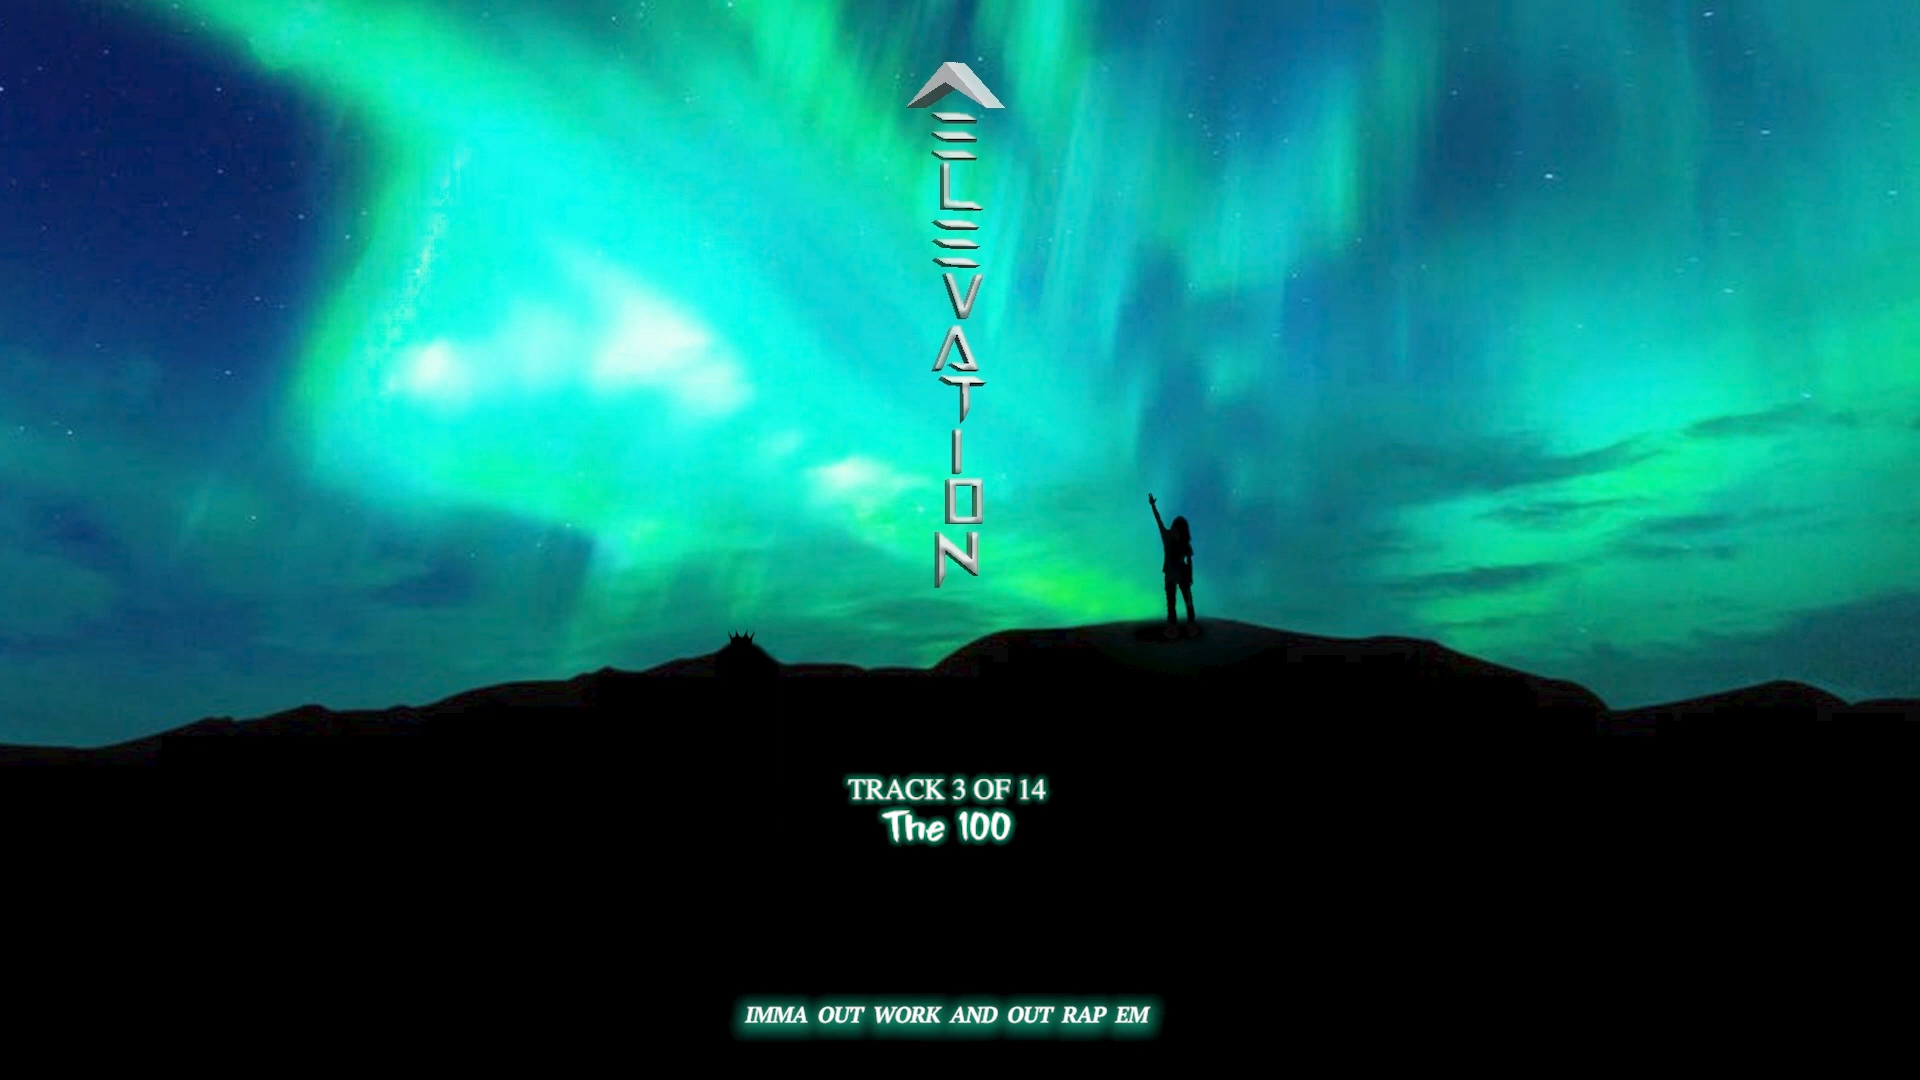 ELEVATION
TRACK 3 OF 14
The 100
IMMA OUT WORK AND OUT RAP EM